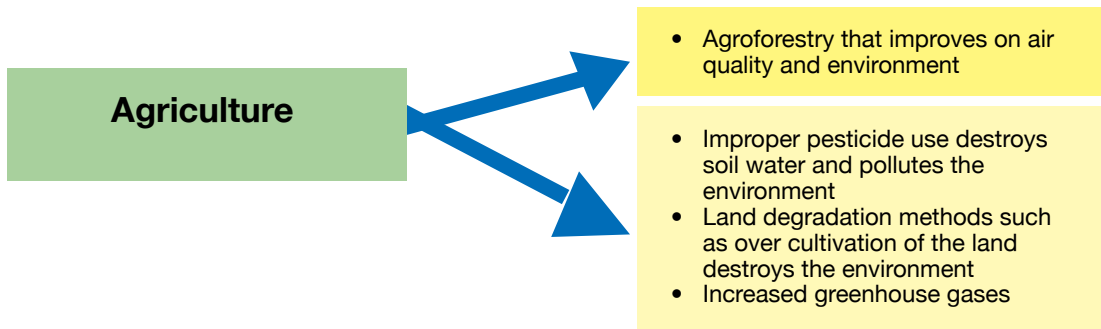 Agriculture
• Agroforestry that improves on air
quality and environment
• Improper pesticide use destroys
soil water and pollutes the
environment
• Land degradation methods such
as over cultivation of the land
destroys the environment
• Increased greenhouse gases